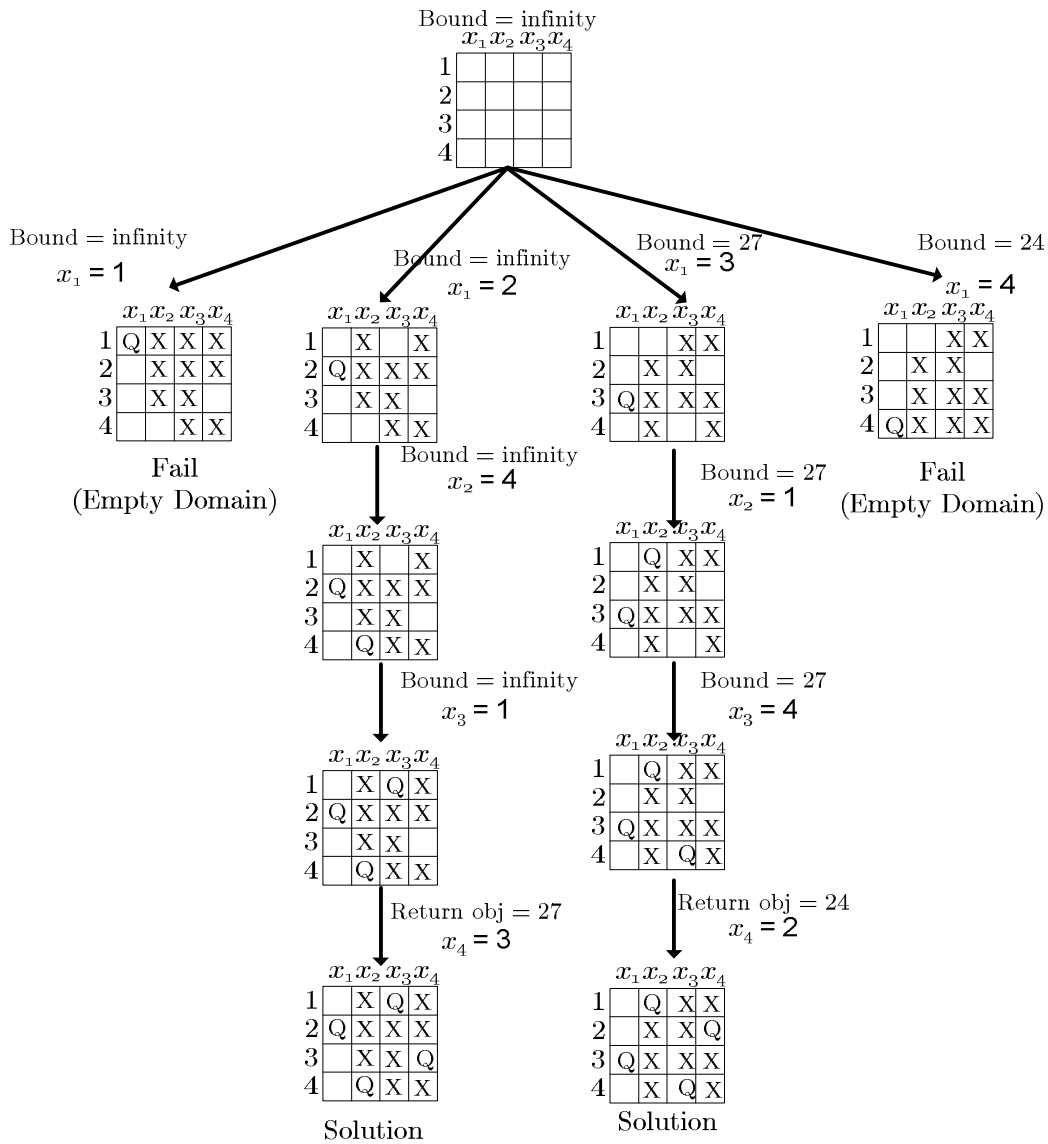 Bound = infinity
x₁ x₂ x₃ x₄
1
2
3
4
Bound = infinity
x₁ = 1
Bound = infinity
x₁ = 2
Bound = 27
x₁ = 3
Bound = 24
x₁ = 4
x₁ x₂ x₃ x₄
1 Q X X X
2 X X X
3 X X
4 X X
Fail
(Empty Domain)
x₁ x₂ x₃ x₄
1 X X
2 Q X X X
3 X X
4 X X
x₁ x₂ x₃ x₄
1 X X
2 X X
3 Q X X X
4 X X
x₁ x₂ x₃ x₄
1 X X
2 X X
3 X X X
4 Q X X X
Fail
(Empty Domain)
Bound = infinity
x₂ = 4
x₁ x₂ x₃ x₄
1 X X
2 Q X X X
3 X X
4 Q X X
Bound = infinity
x₃ = 1
x₁ x₂ x₃ x₄
1 X Q X
2 Q X X X
3 X X
4 Q X X
Return obj = 27
x₄ = 3
x₁ x₂ x₃ x₄
1 X Q X
2 Q X X X
3 X X Q
4 Q X X
Solution
Bound = 27
x₂ = 1
x₁ x₂ x₃ x₄
1 Q X X
2 X X
3 Q X X X
4 X X
Bound = 27
x₃ = 4
x₁ x₂ x₃ x₄
1 Q X X
2 X X
3 Q X X X
4 X Q X
Return obj = 24
x₄ = 2
x₁ x₂ x₃ x₄
1 Q X X
2 X X Q
3 Q X X X
4 X Q X
Solution